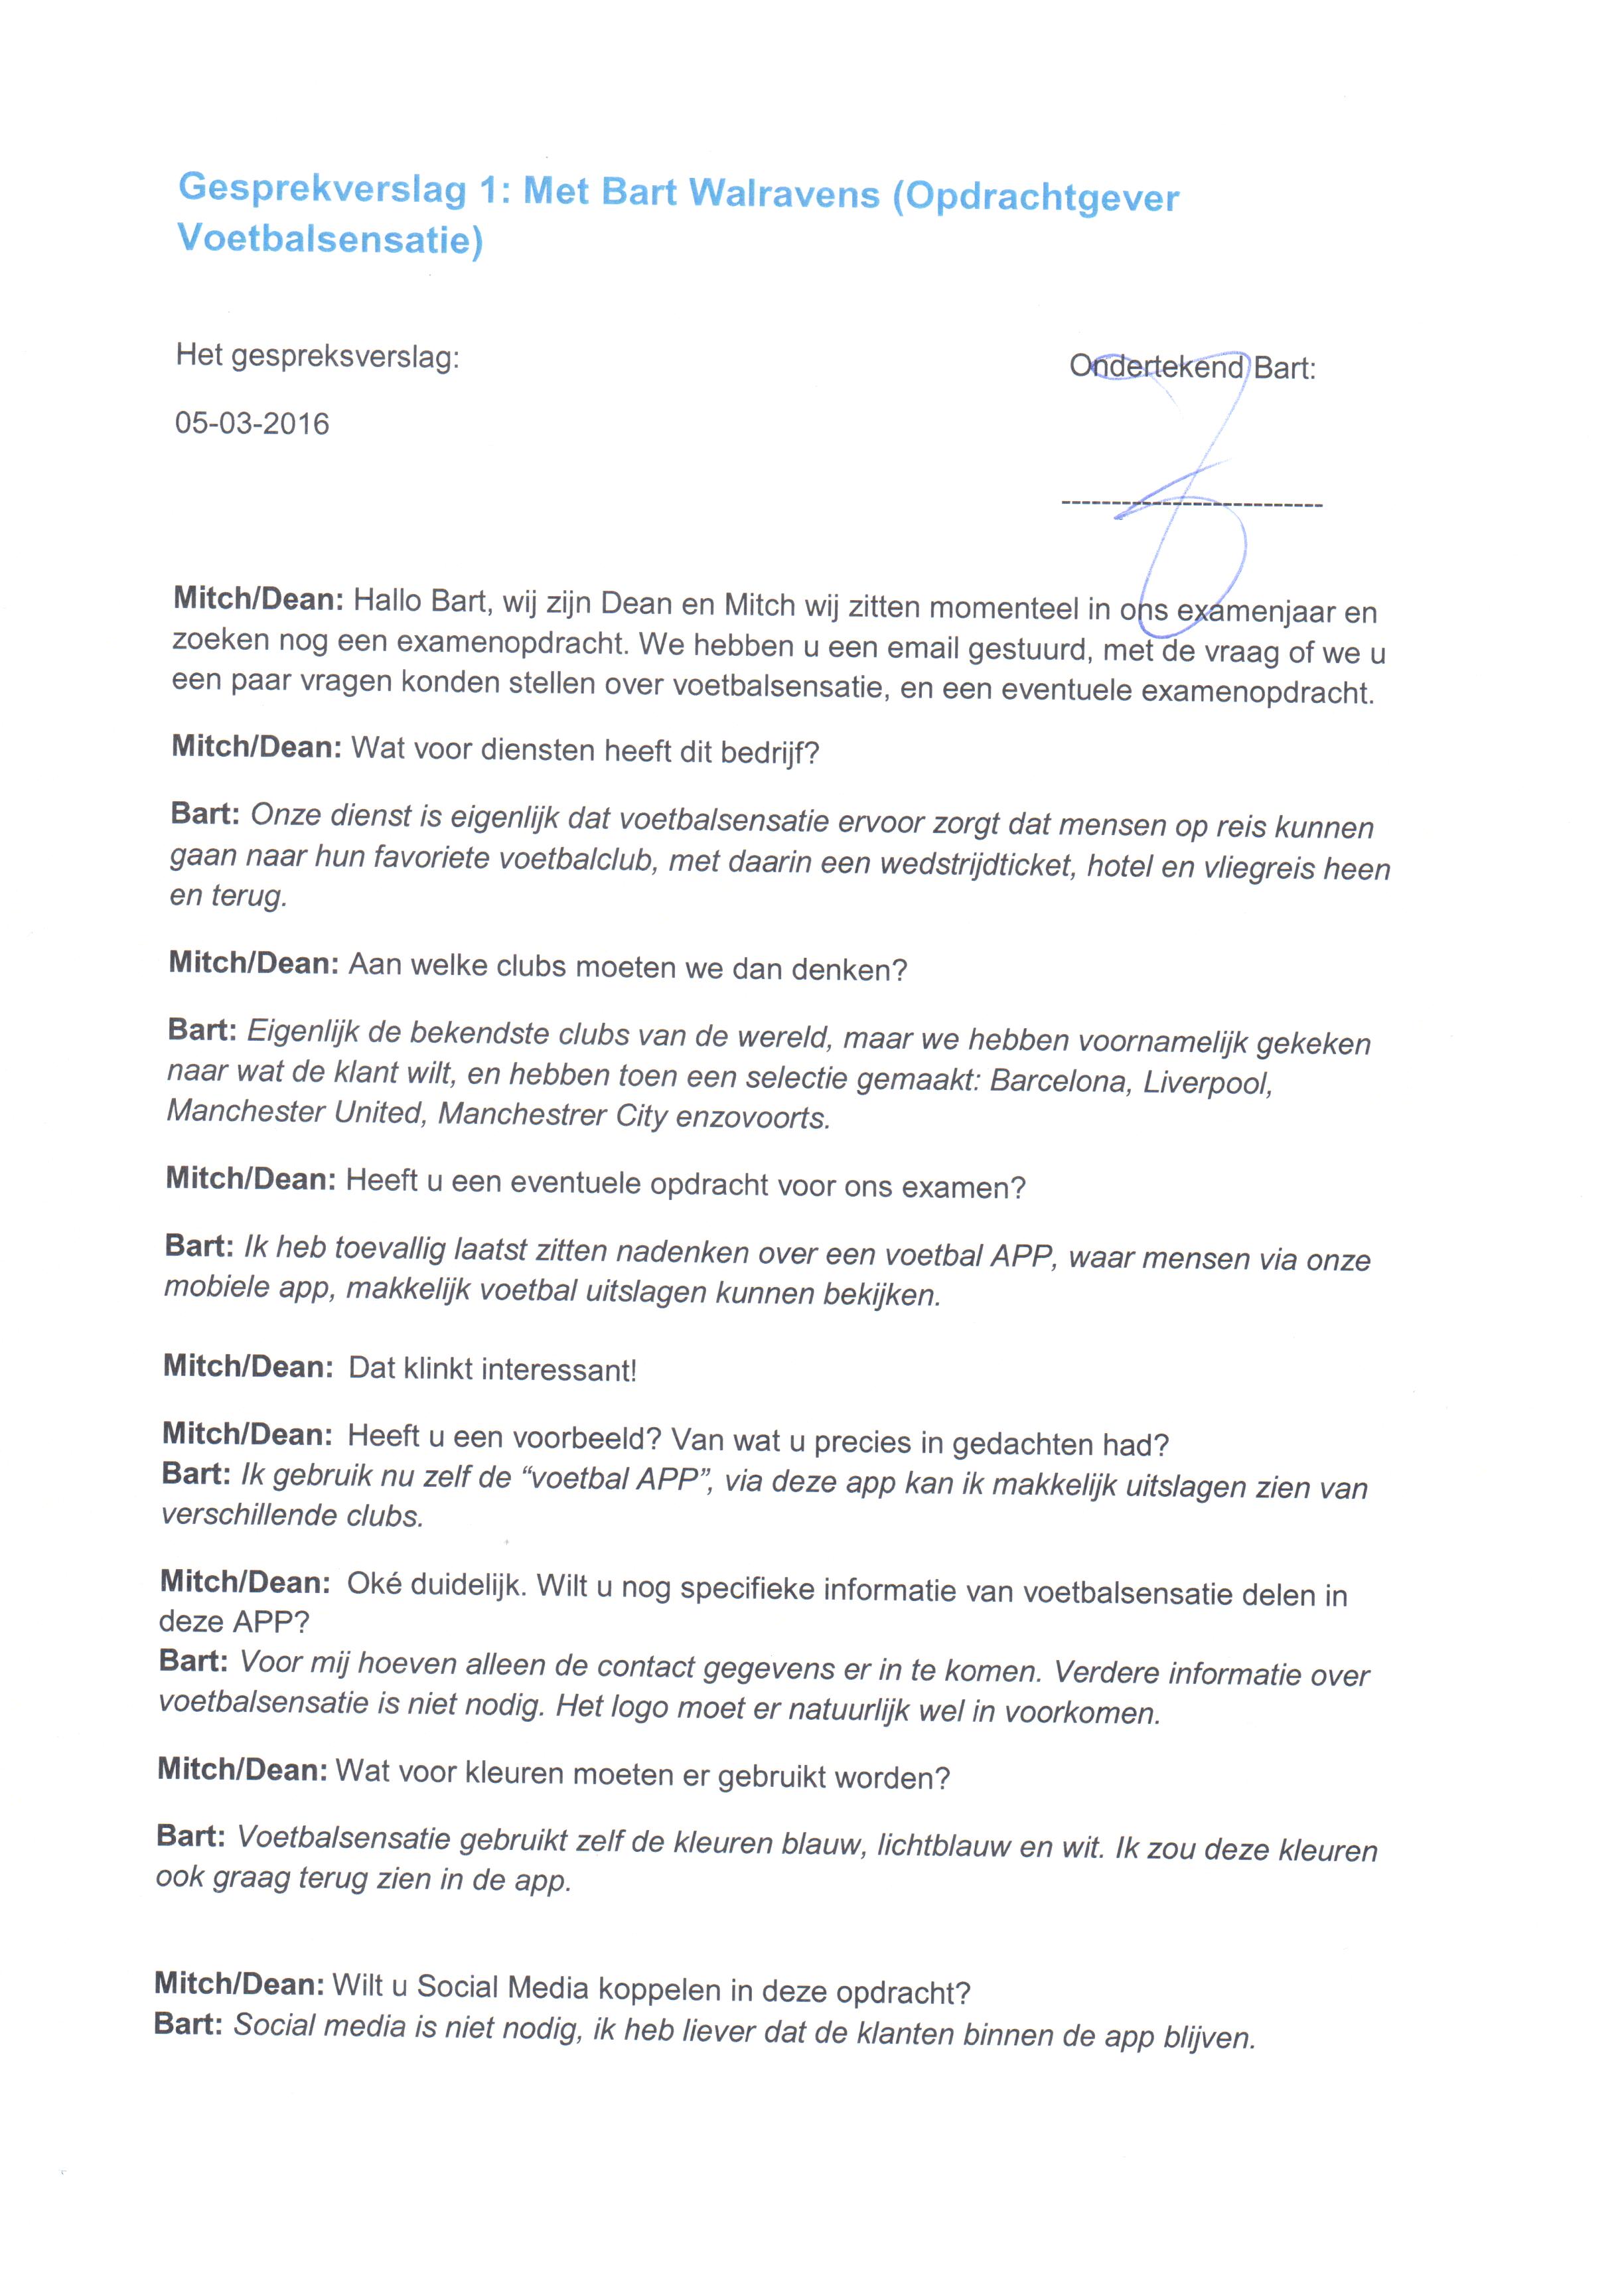 Gesprekverslag 1: Met Bart Walravens (Opdrachtgever
Voetbalsensatie)
Het gespreksverslag:
Ondertekend Bart:
05-03-2016
--------------------------
Mitch/Dean: Hallo Bart, wij zijn Dean en Mitch wij zitten momenteel in ons examenjaar en
zoeken nog een examenopdracht. We hebben u een email gestuurd, met de vraag of we u
een paar vragen konden stellen over voetbalsensatie, en een eventuele examenopdracht.
Mitch/Dean: Wat voor diensten heeft dit bedrijf?
Bart: Onze dienst is eigenlijk dat voetbalsensatie ervoor zorgt dat mensen op reis kunnen
gaan naar hun favoriete voetbalclub, met daarin een wedstrijdticket, hotel en vliegreis heen
en terug.
Mitch/Dean: Aan welke clubs moeten we dan denken?
Bart: Eigenlijk de bekendste clubs van de wereld, maar we hebben voornamelijk gekeken
naar wat de klant wilt, en hebben toen een selectie gemaakt: Barcelona, Liverpool,
Manchester United, Manchestrer City enzovoorts.
Mitch/Dean: Heeft u een eventuele opdracht voor ons examen?
Bart: Ik heb toevallig laatst zitten nadenken over een voetbal APP, waar mensen via onze
mobiele app, makkelijk voetbal uitslagen kunnen bekijken.
Mitch/Dean: Dat klinkt interessant!
Mitch/Dean: Heeft u een voorbeeld? Van wat u precies in gedachten had?
Bart: Ik gebruik nu zelf de “voetbal APP”, via deze app kan ik makkelijk uitslagen zien van
verschillende clubs.
Mitch/Dean: Oké duidelijk. Wilt u nog specifieke informatie van voetbalsensatie delen in
deze APP?
Bart: Voor mij hoeven alleen de contact gegevens er in te komen. Verdere informatie over
voetbalsensatie is niet nodig. Het logo moet er natuurlijk wel in voorkomen.
Mitch/Dean: Wat voor kleuren moeten er gebruikt worden?
Bart: Voetbalsensatie gebruikt zelf de kleuren blauw, lichtblauw en wit. Ik zou deze kleuren
ook graag terug zien in de app.
Mitch/Dean: Wilt u Social Media koppelen in deze opdracht?
Bart: Social media is niet nodig, ik heb liever dat de klanten binnen de app blijven.